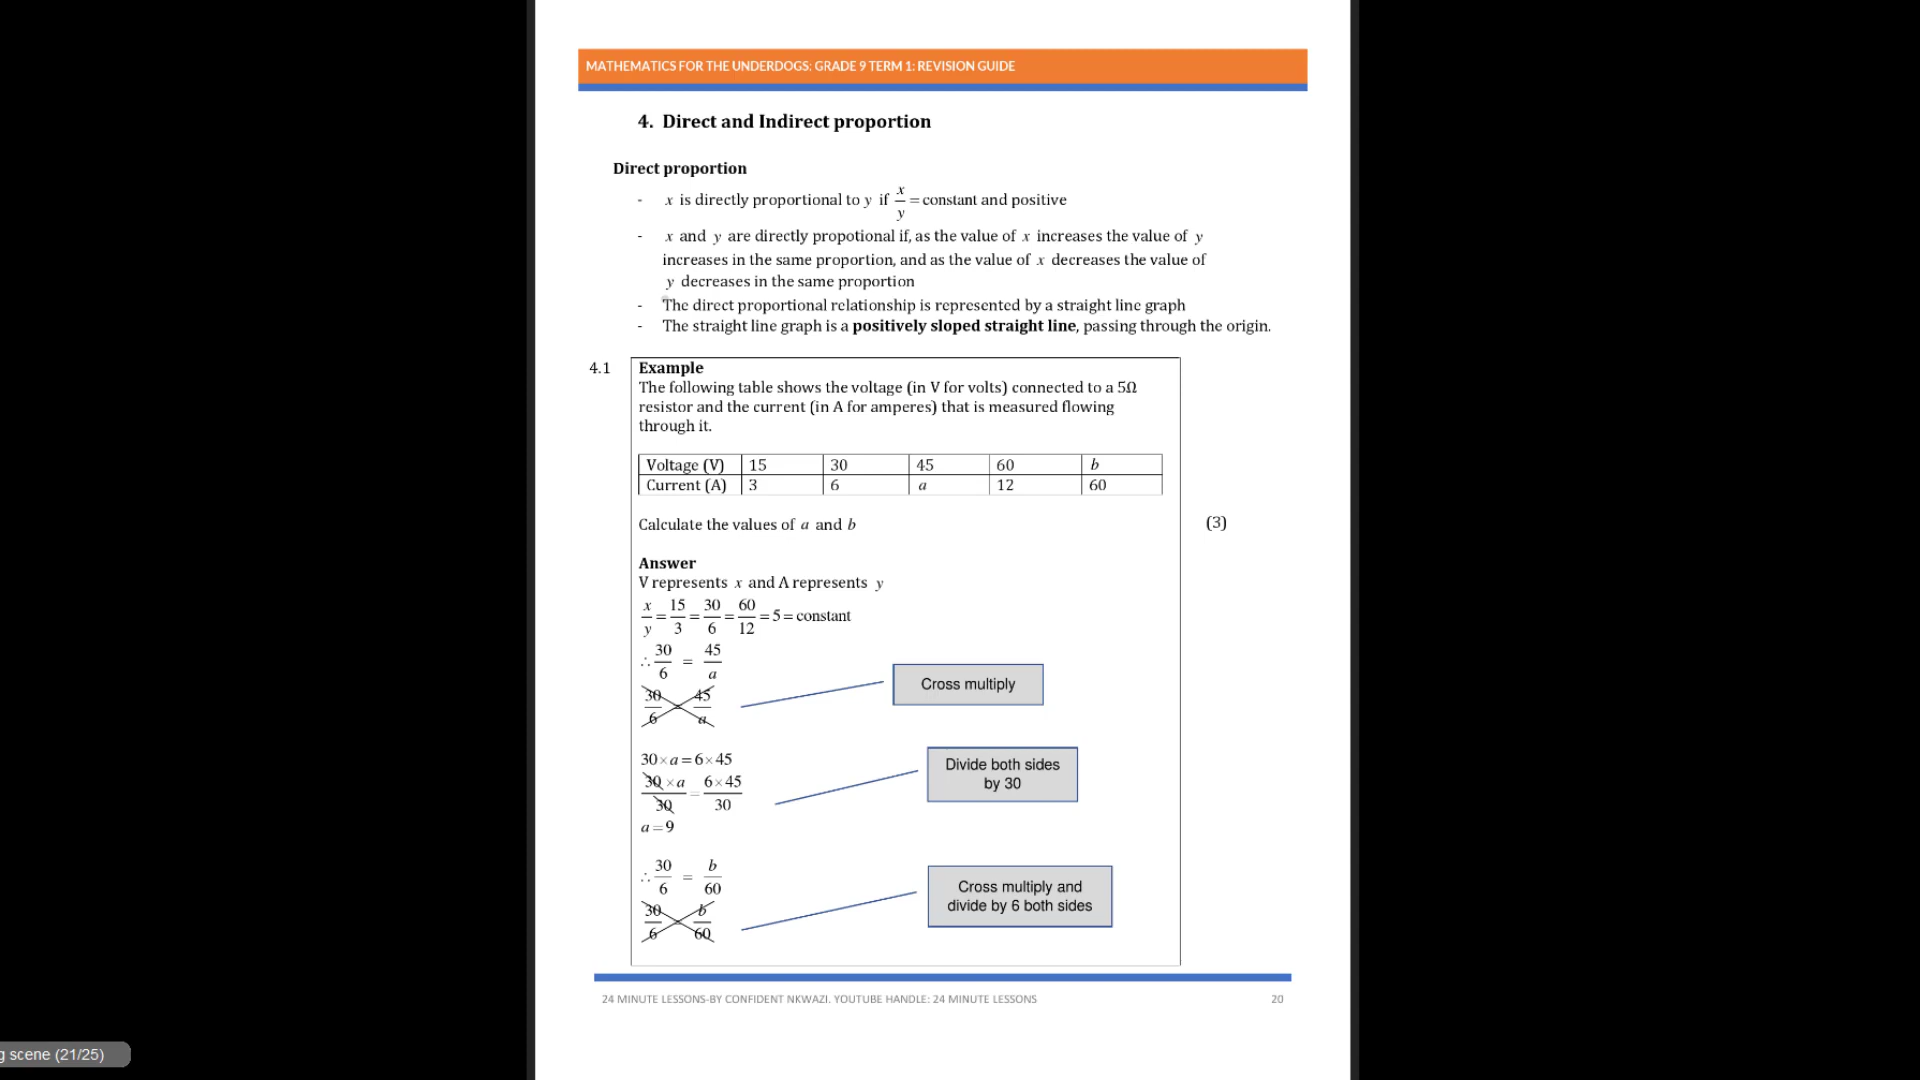 MATHEMATICS FOR THE UNDERDOGS: GRADE 9 TERM 1: REVISION GUIDE
4. Direct and Indirect proportion
Direct proportion
- x is directly proportional to y if x/y = constant and positive
- x and y are directly propotional if, as the value of x increases the value of y
increases in the same proportion, and as the value of x decreases the value of
y decreases in the same proportion
- The direct proportional relationship is represented by a straight line graph
- The straight line graph is a positively sloped straight line, passing through the origin.
4.1 Example
The following table shows the voltage (in V for volts) connected to a 5Ω
resistor and the current (in A for amperes) that is measured flowing
through it.
Voltage (V) 15 30 45 60 b
Current (A) 3 6 a 12 60
Calculate the values of a and b (3)
Answer
V represents x and A represents y
x/y = 15/3 = 30/6 = 60/12 = 5 = constant
∴ 30/6 = 45/a
30/6 = 45/a Cross multiply
30 × a = 6 × 45
30 × a/30 = 6 × 45/30 Divide both sides
by 30
a = 9
∴ 30/6 = b/60
30/6 = b/60 Cross multiply and
divide by 6 both sides
24 MINUTE LESSONS-BY CONFIDENT NKWAZI. YOUTUBE HANDLE: 24 MINUTE LESSONS 20
g scene (21/25)